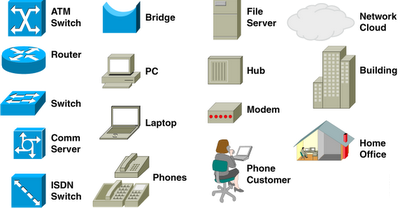 ATM
Switch
Router
Switch
Comm
Server
ISDN
Switch
Bridge
PC
Laptop
Phones
File
Server
Hub
Modem
Phone
Customer
Network
Cloud
Building
Home
Office